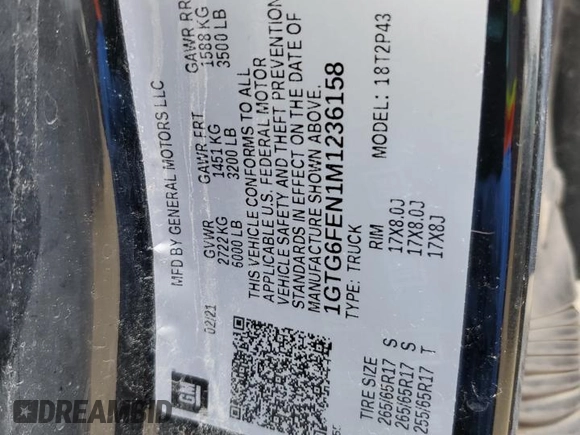 GM
MFD BY GENERAL MOTORS LLC
02/21
GVWR GAWR FRT GAWR RR
2722 KG 1451 KG 1588 KG
6000 LB 3200 LB 3500 LB
THIS VEHICLE CONFORMS TO ALL
APPLICABLE U.S. FEDERAL MOTOR
VEHICLE SAFETY AND THEFT PREVENTION
STANDARDS IN EFFECT ON THE DATE OF
MANUFACTURE SHOWN ABOVE.
1GTG6FEN1M1236158
TYPE: TRUCK MODEL: 18T2P43
TIRE SIZE RIM
265/65R17 S 17X8.0J
265/65R17 S 17X8.0J
255/65R17 T 17X8J
DREAMBID